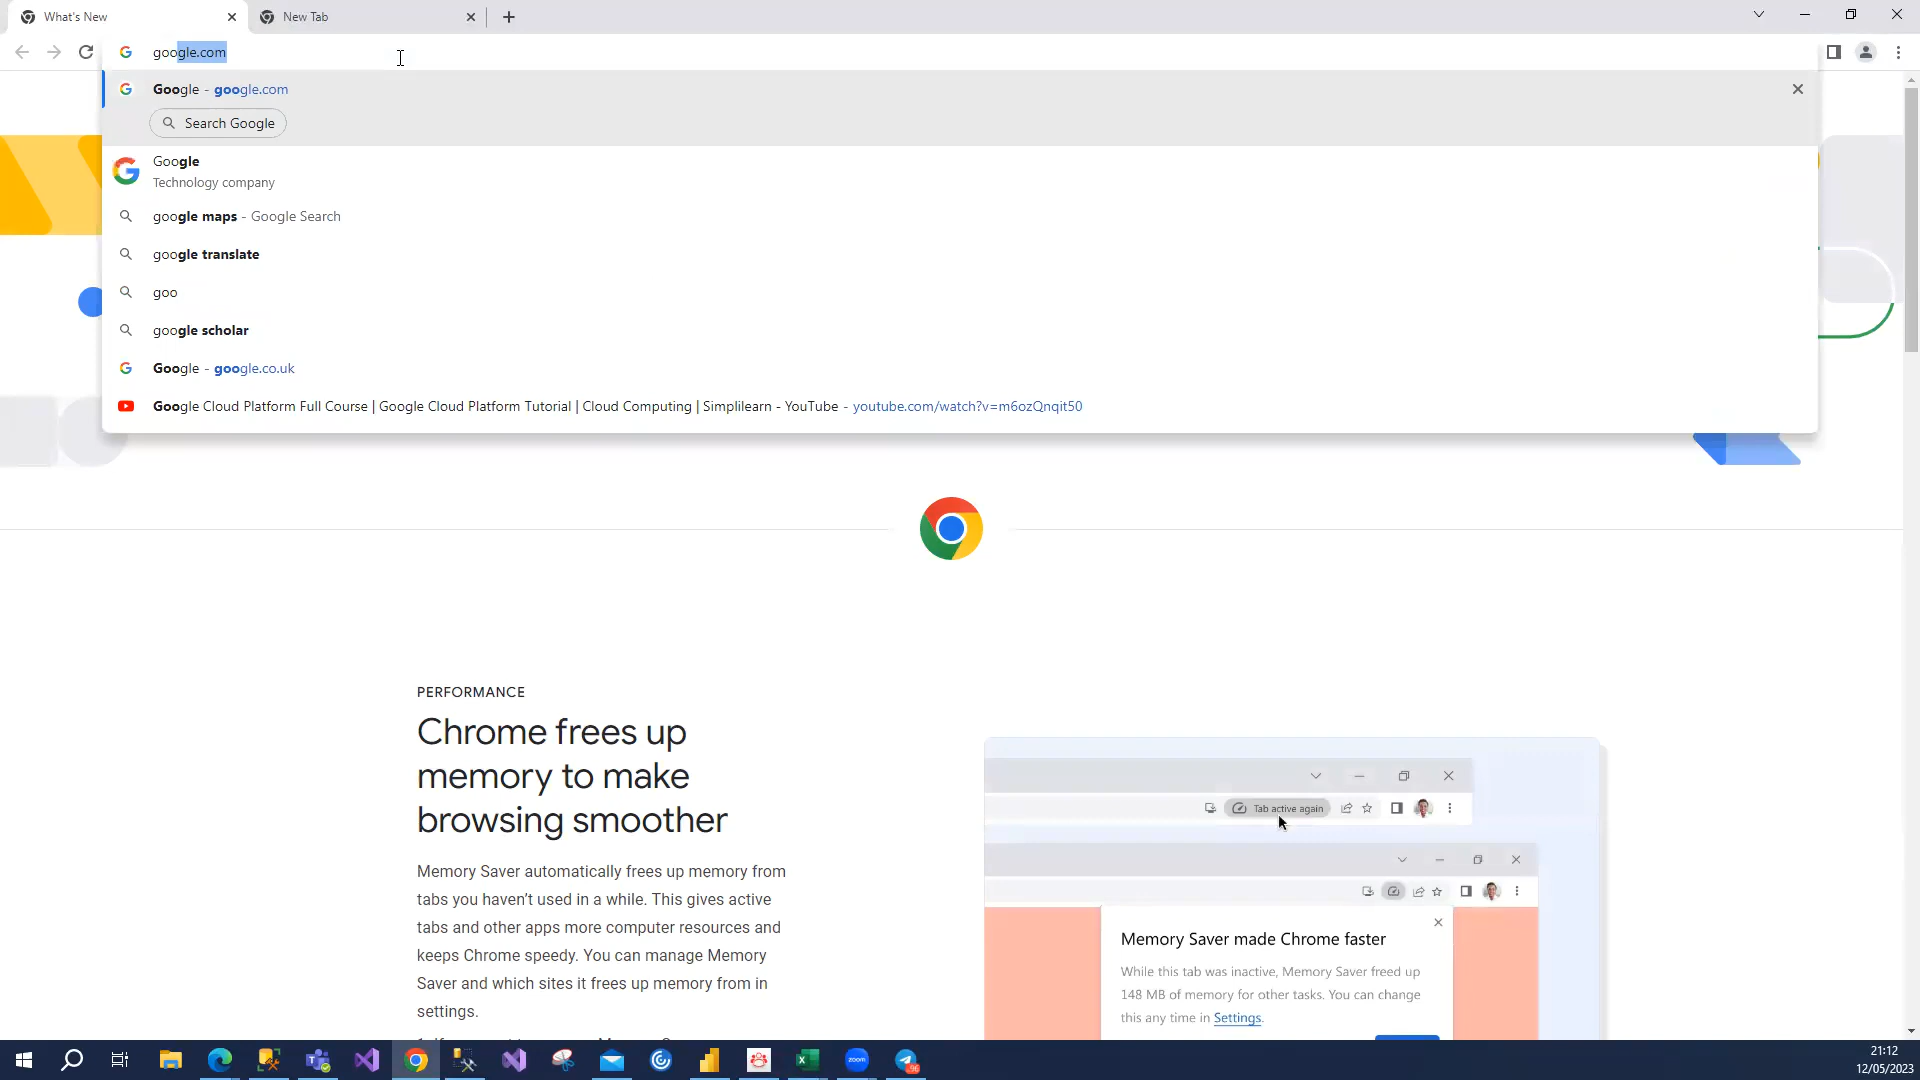 What's New
New Tab
google.com
Google - google.com
Search Google
Google
Technology company
google maps - Google Search
google translate
goo
google scholar
Google - google.co.uk
Google Cloud Platform Full Course | Google Cloud Platform Tutorial | Cloud Computing | Simplilearn - YouTube - youtube.com/watch?v=m6ozQnqit50
PERFORMANCE
Chrome frees up
memory to make
browsing smoother
Memory Saver automatically frees up memory from
tabs you haven't used in a while. This gives active
tabs and other apps more computer resources and
keeps Chrome speedy. You can manage Memory
Saver and which sites it frees up memory from in
settings.
Tab active again
Memory Saver made Chrome faster
While this tab was inactive, Memory Saver freed up
148 MB of memory for other tasks. You can change
this any time in Settings.
zoom
96
21:12
12/05/2023